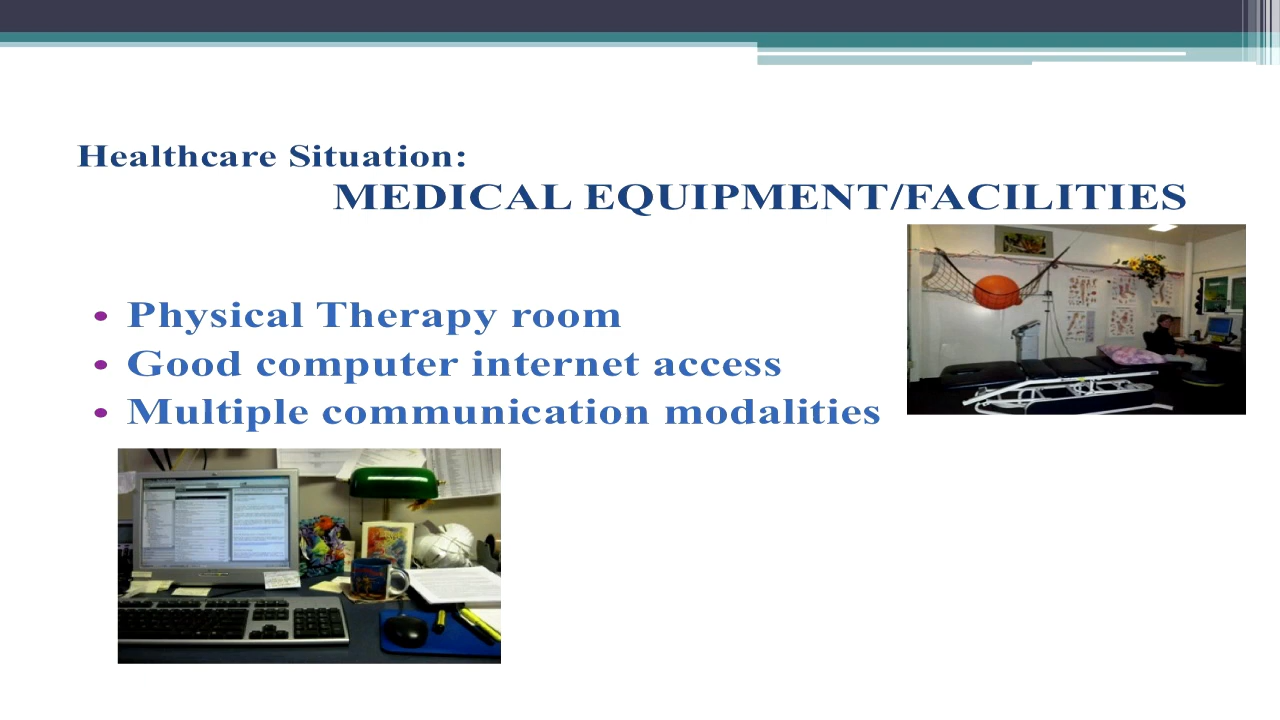 Healthcare Situation:
MEDICAL EQUIPMENT/FACILITIES
• Physical Therapy room
• Good computer internet access
• Multiple communication modalities